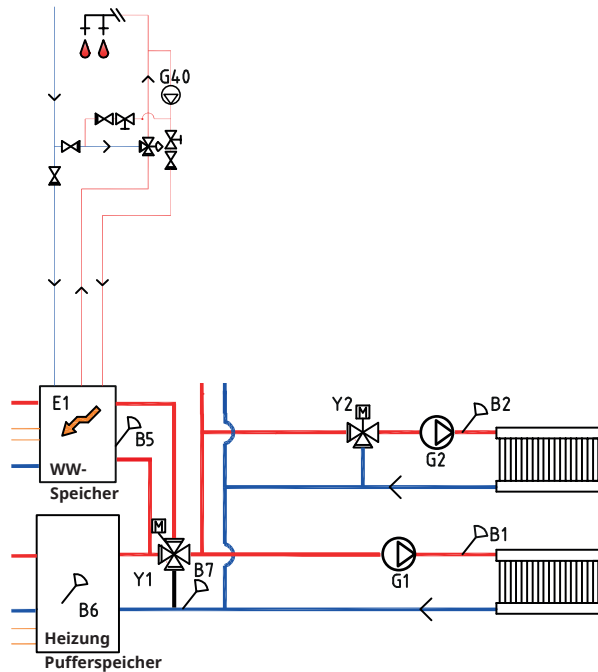 G40
E1
B5
WW-
Speicher
Y2
M
B2
G2
M
Y1
B7
B1
G1
B6
Heizung
Pufferspeicher